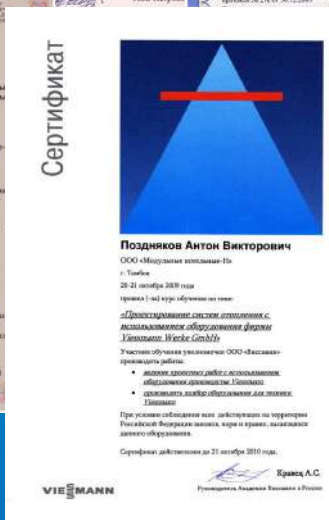 Сертификат
Поздняков Антон Викторович
ООО «Модульные котельные-Н»
г. Тамбов
20-21 октября 2009 года
прошел (-ла) курс обучения по теме:
«Проектирование систем отопления с
использованием оборудования фирмы
Viessmann Werke GmbH»
Участник обучения уполномочен ООО «Виссманн»
производить работы:
ведение проектных работ с использованием
оборудования производства Viessmann
производить подбор оборудования для техники
Viessmann
При условии соблюдения всех действующих на территории
Российской Федерации законов, норм и правил, касающихся
данного оборудования.
Сертификат действителен до 21 октября 2010 года.
Кравец А.С.
Руководитель Академии Виссманн в России
VIESSMANN